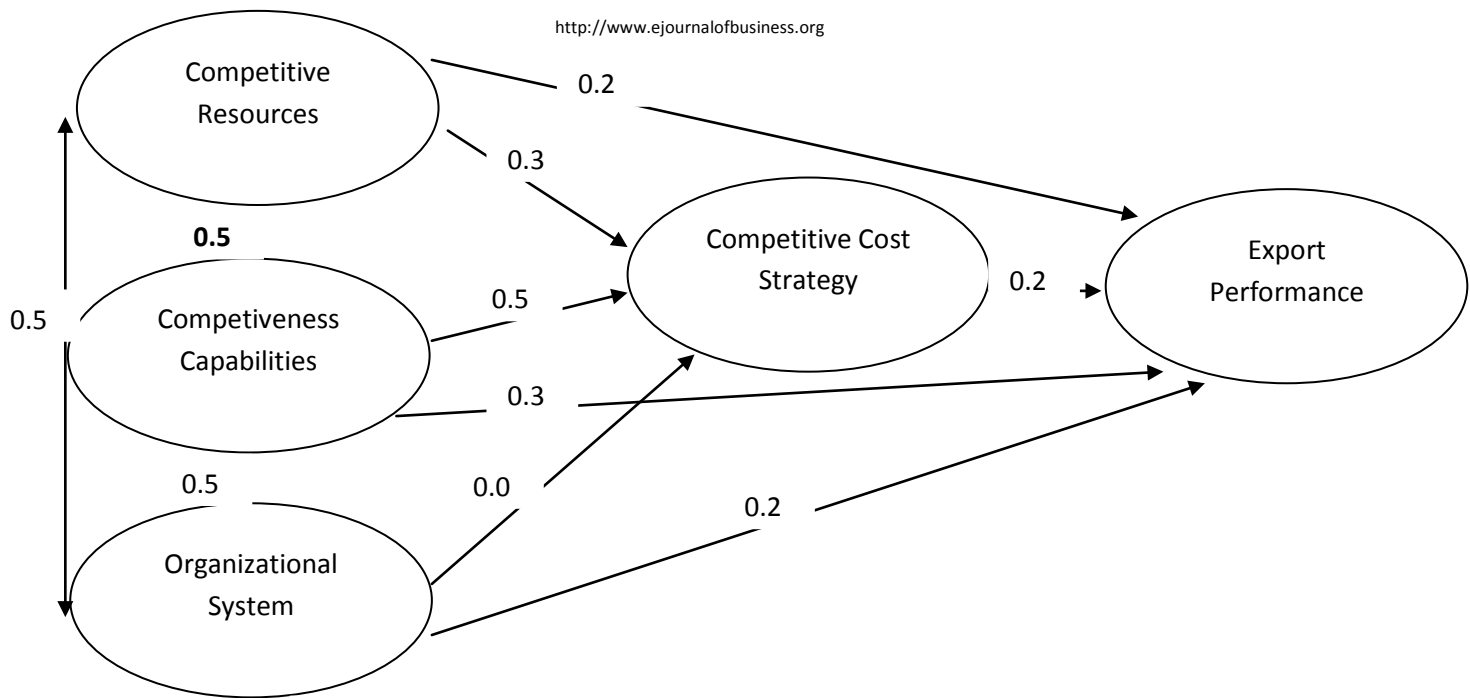 http://www.ejournalofbusiness.org
Competitive
Resources
0.2
0.3
0.5
Competitive Cost
Strategy
Export
Performance
0.2
0.5
0.5
Competiveness
Capabilities
0.3
0.5
0.0
0.2
Organizational
System